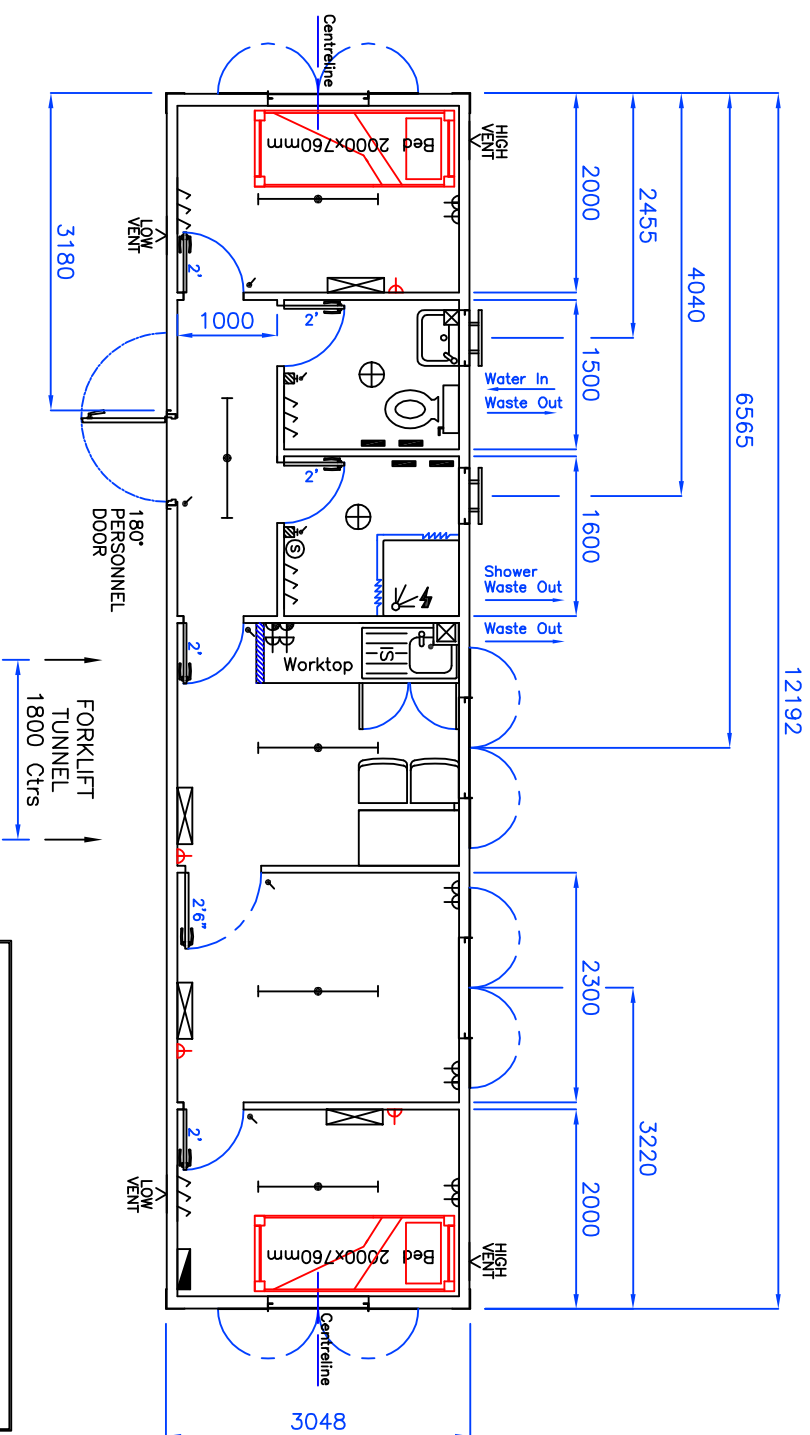 12192
6565
4040
3220
2455
2000
1500
1600
2300
2000
HIGH
VENT
Water In
Waste Out
Shower
Waste Out
Waste Out
HIGH
VENT
Centreline
Bed 2000x760mm
2'
2'
Worktop
IS
S
Bed 2000x760mm
Centreline
2'
1000
2'
2'6"
2'
LOW
VENT
LOW
VENT
3180
180°
PERSONNEL
DOOR
FORKLIFT
TUNNEL
1800 Ctrs
3048